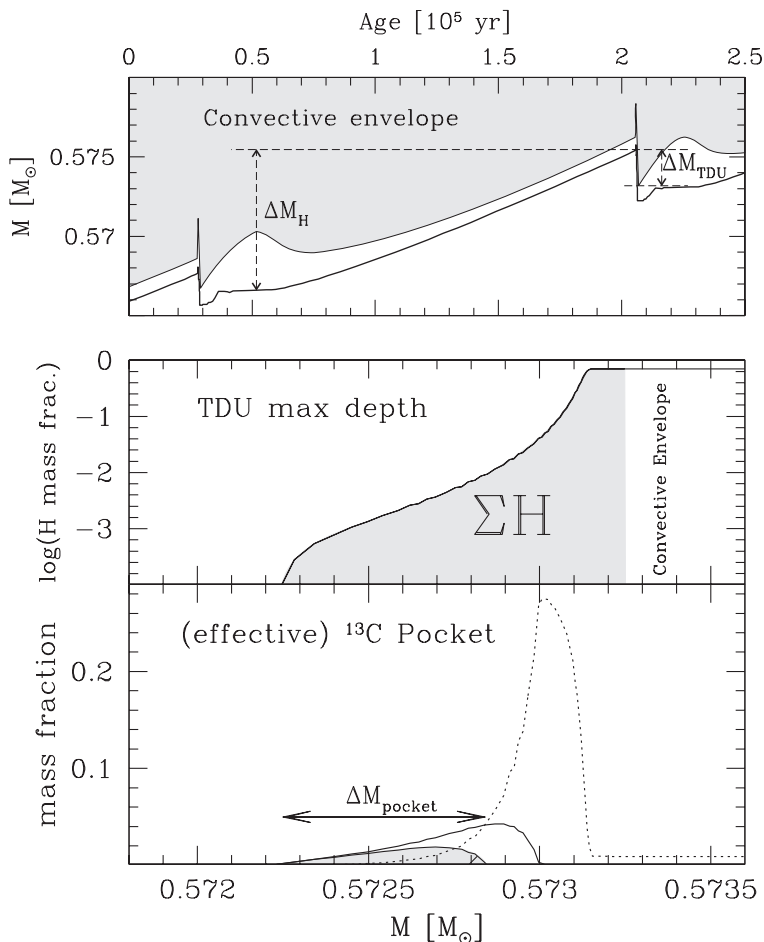 Age [10⁵ yr]
0 0.5 1 1.5 2 2.5
Convective envelope
0.575
0.57
M [M☉]
ΔM_H
ΔM_TDU
0
−1
−2
−3
log(H mass frac.)
TDU max depth
ΣH
Convective Envelope
(effective) ¹³C Pocket
0.2
0.1
mass fraction
ΔM_pocket
0.572 0.57225 0.573 0.57335
M [M☉]